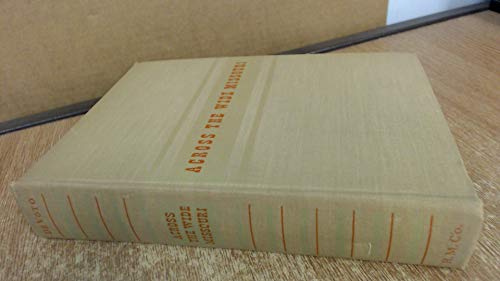 ACROSS THE WIDE MISSOURI
DE VOTO
ACROSS
THE WIDE
MISSOURI
H.M. Co.